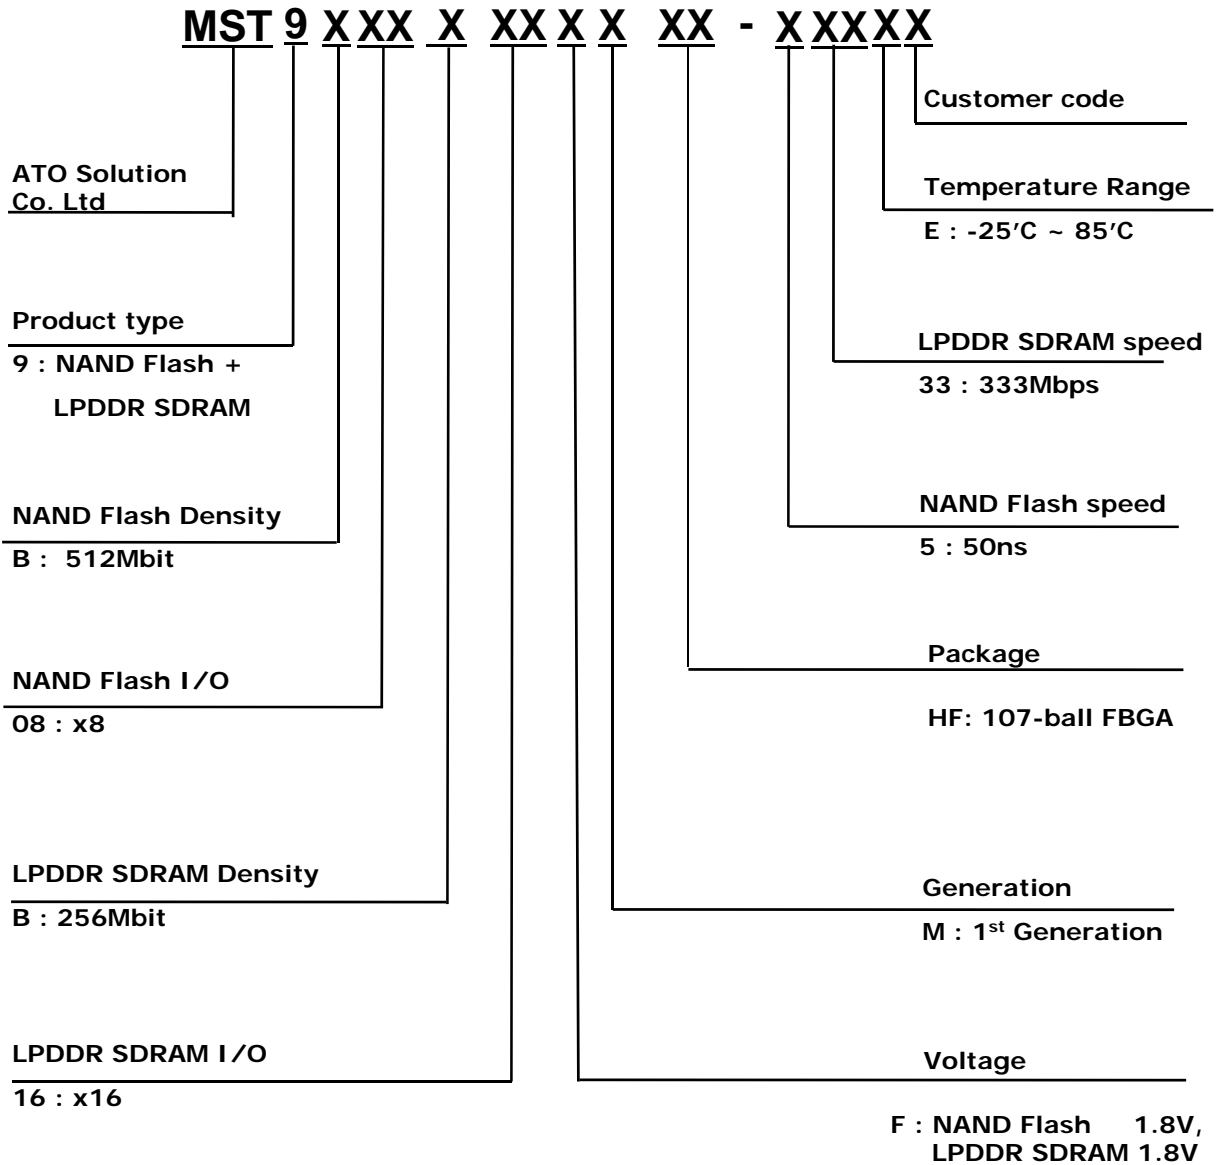 MST 9 X XX X XX X X XX - X XX X X
Customer code
ATO Solution
Co. Ltd
Temperature Range
E : -25'C ~ 85'C
Product type
9 : NAND Flash +
LPDDR SDRAM
LPDDR SDRAM speed
33 : 333Mbps
NAND Flash Density
B : 512Mbit
NAND Flash speed
5 : 50ns
NAND Flash I/O
08 : x8
Package
HF: 107-ball FBGA
LPDDR SDRAM Density
B : 256Mbit
Generation
M : 1st Generation
LPDDR SDRAM I/O
16 : x16
Voltage
F : NAND Flash 1.8V,
LPDDR SDRAM 1.8V